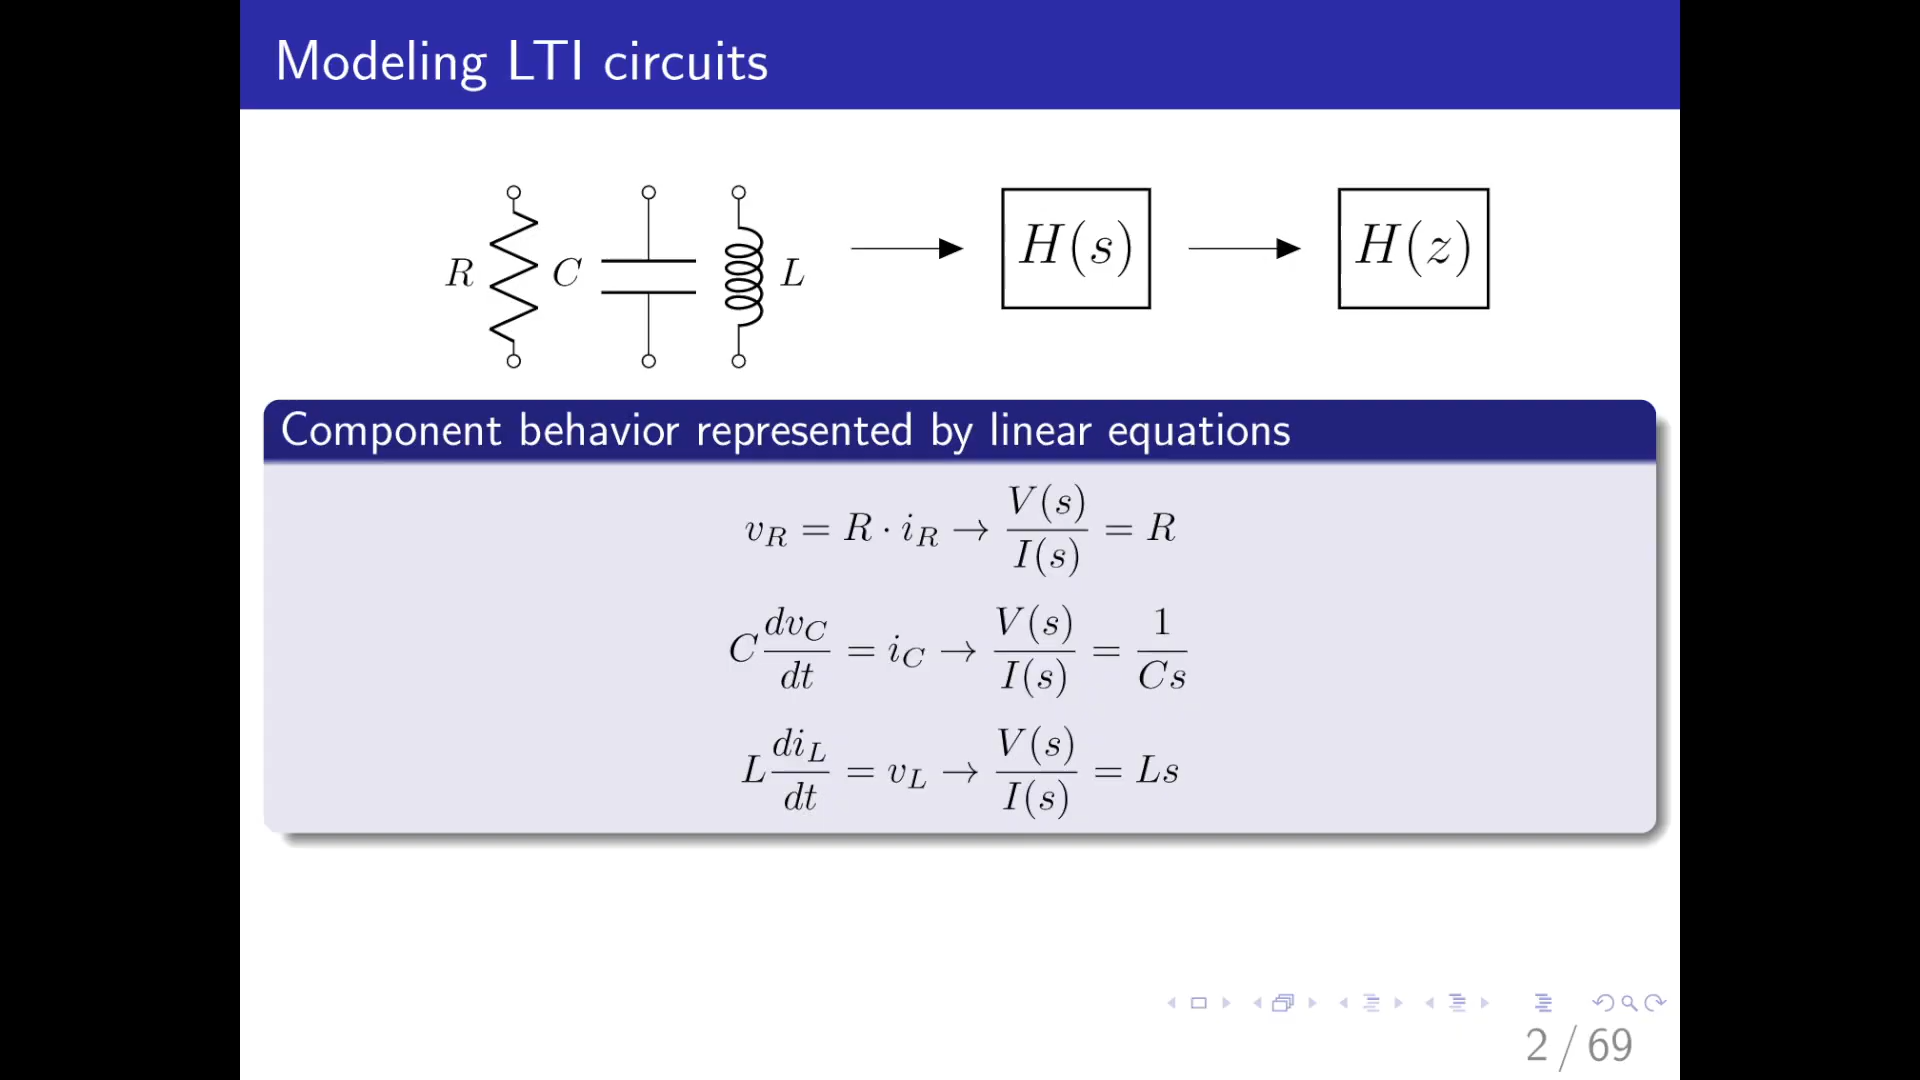 Modeling LTI circuits
R C L H(s) H(z)
Component behavior represented by linear equations
v_R = R · i_R → V(s)/I(s) = R
C dv_C/dt = i_C → V(s)/I(s) = 1/Cs
L di_L/dt = v_L → V(s)/I(s) = Ls
2 / 69